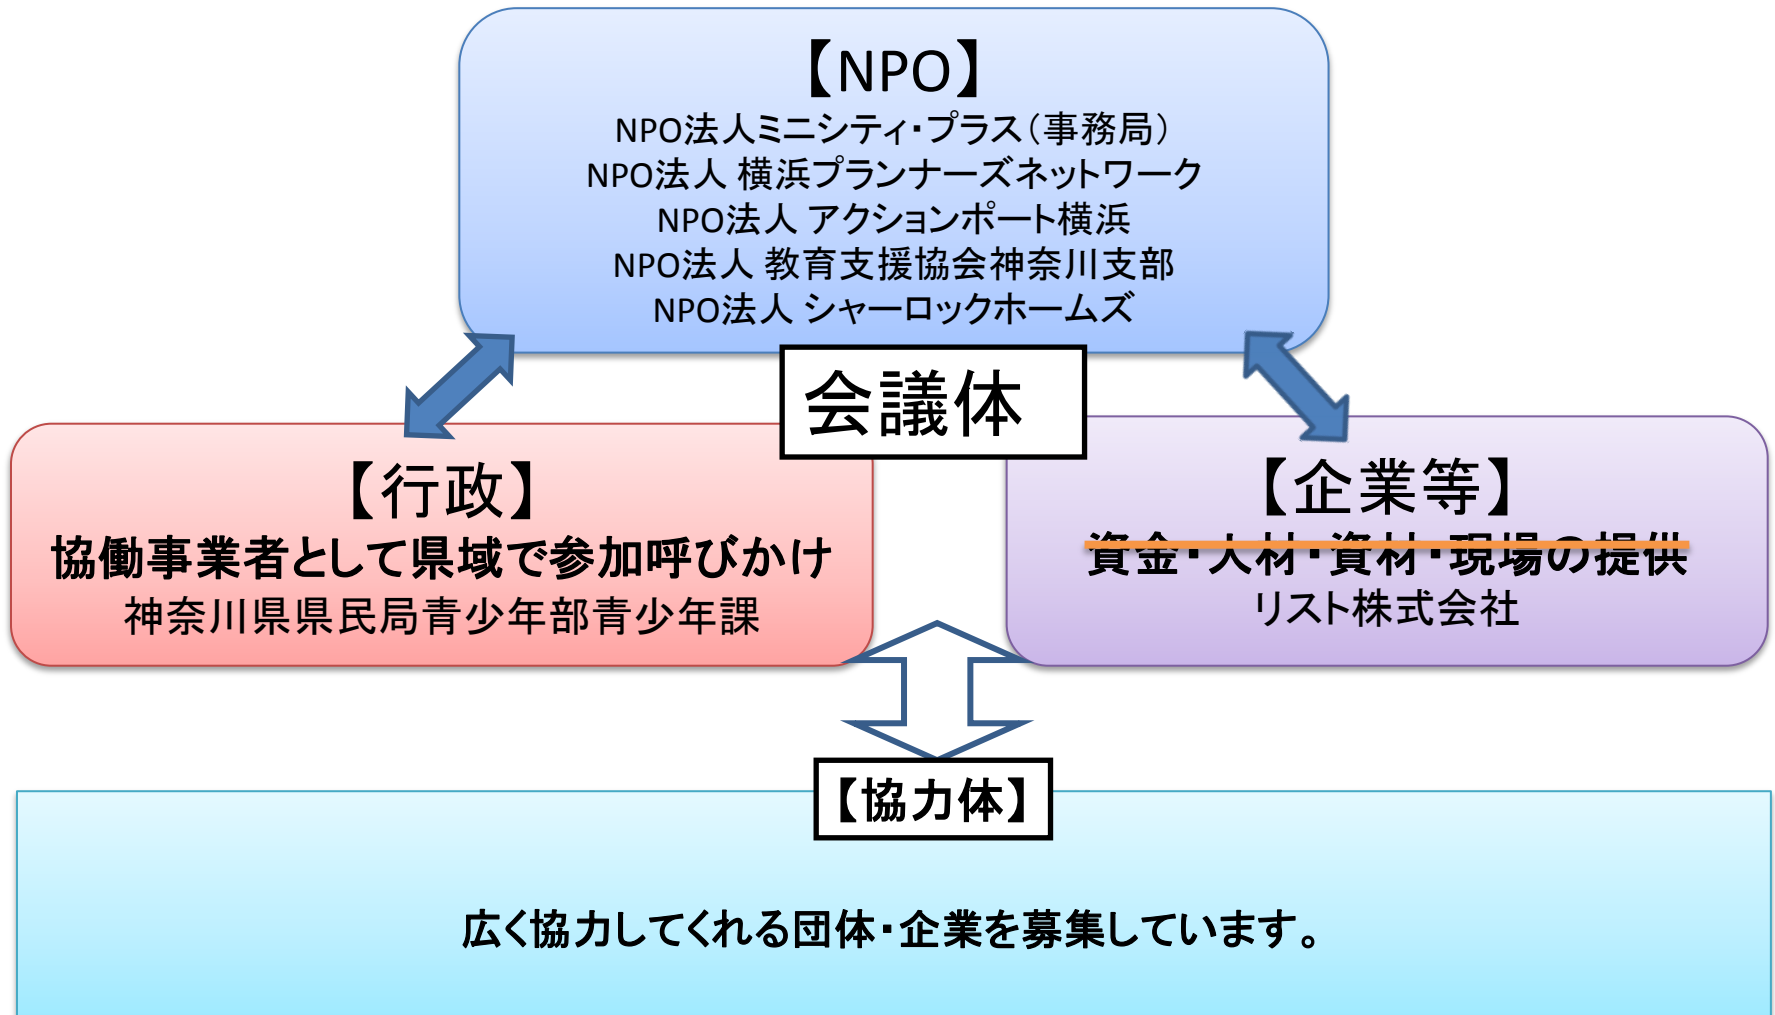 【NPO】
NPO法人ミニシティ・プラス（事務局）
NPO法人 横浜プランナーズネットワーク
NPO法人 アクションポート横浜
NPO法人 教育支援協会神奈川支部
NPO法人 シャーロックホームズ
会議体
【行政】
協働事業者として県域で参加呼びかけ
神奈川県県民局青少年部青少年課
【企業等】
資金・人材・資材・現場の提供
リスト株式会社
【協力体】
広く協力してくれる団体・企業を募集しています。